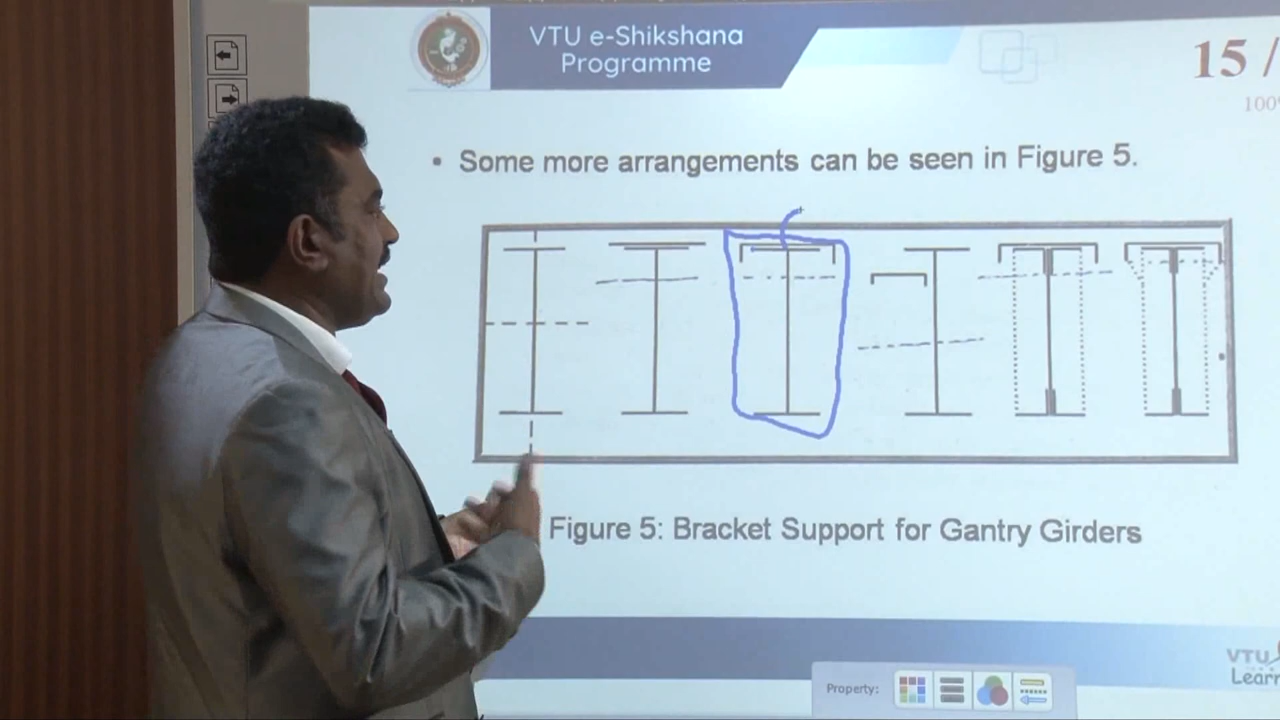 VTU e-Shikshana
Programme
15 /
100%
• Some more arrangements can be seen in Figure 5.
Figure 5: Bracket Support for Gantry Girders
VTU
Learn
Property: